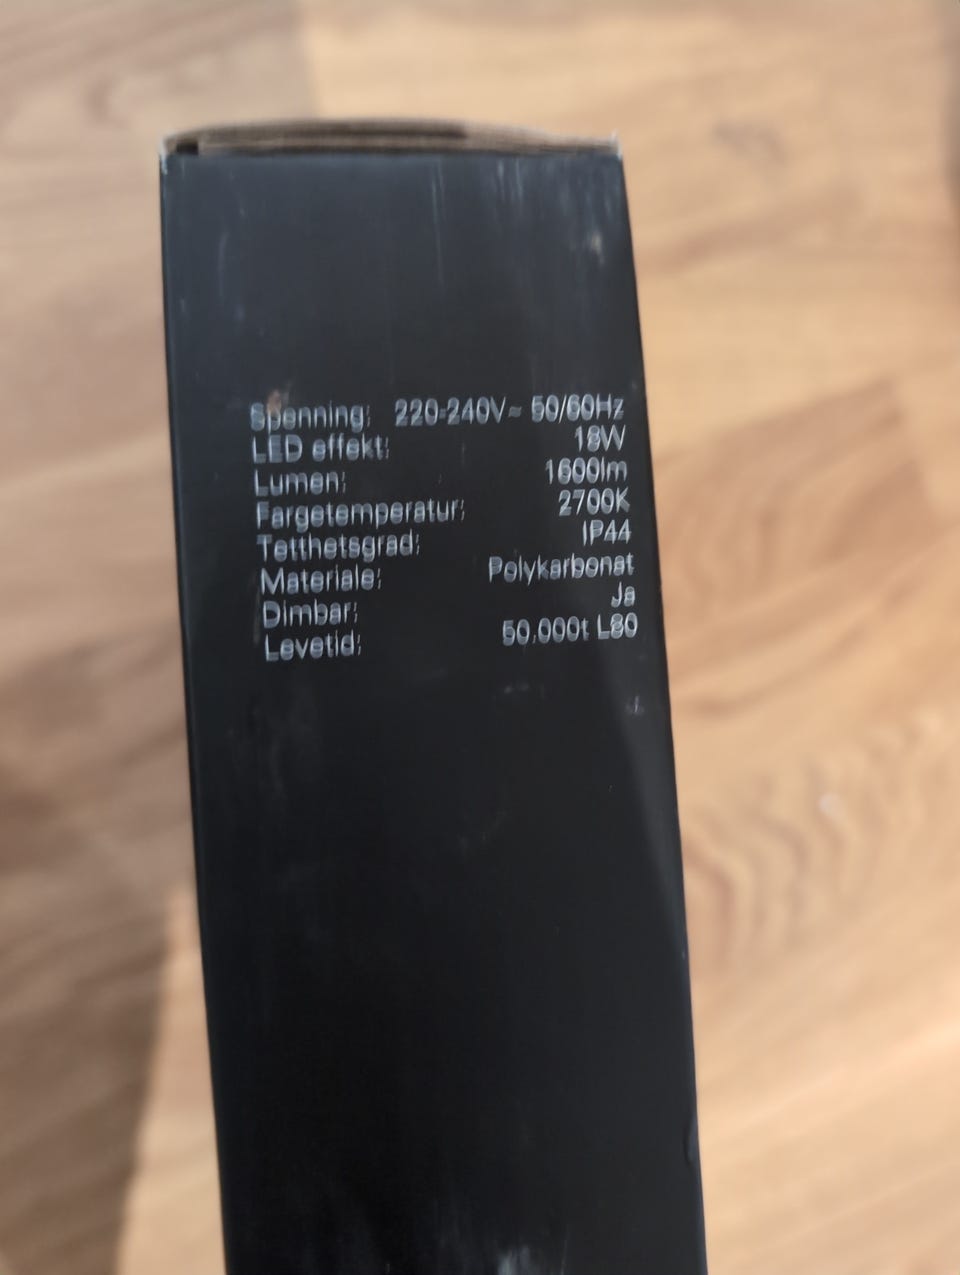 Spenning: 220-240V~ 50/60Hz
LED effekt: 18W
Lumen: 1600lm
Fargetemperatur: 2700K
Tetthetsgrad: IP44
Materiale: Polykarbonat
Dimbar: Ja
Levetid: 50.000t L80